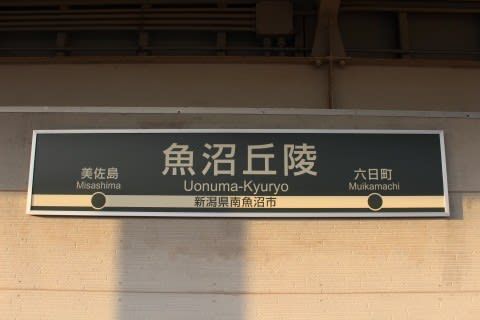 魚沼丘陵
Uonuma-Kyuryo
美佐島
Misashima
六日町
Muikamachi
新潟県南魚沼市